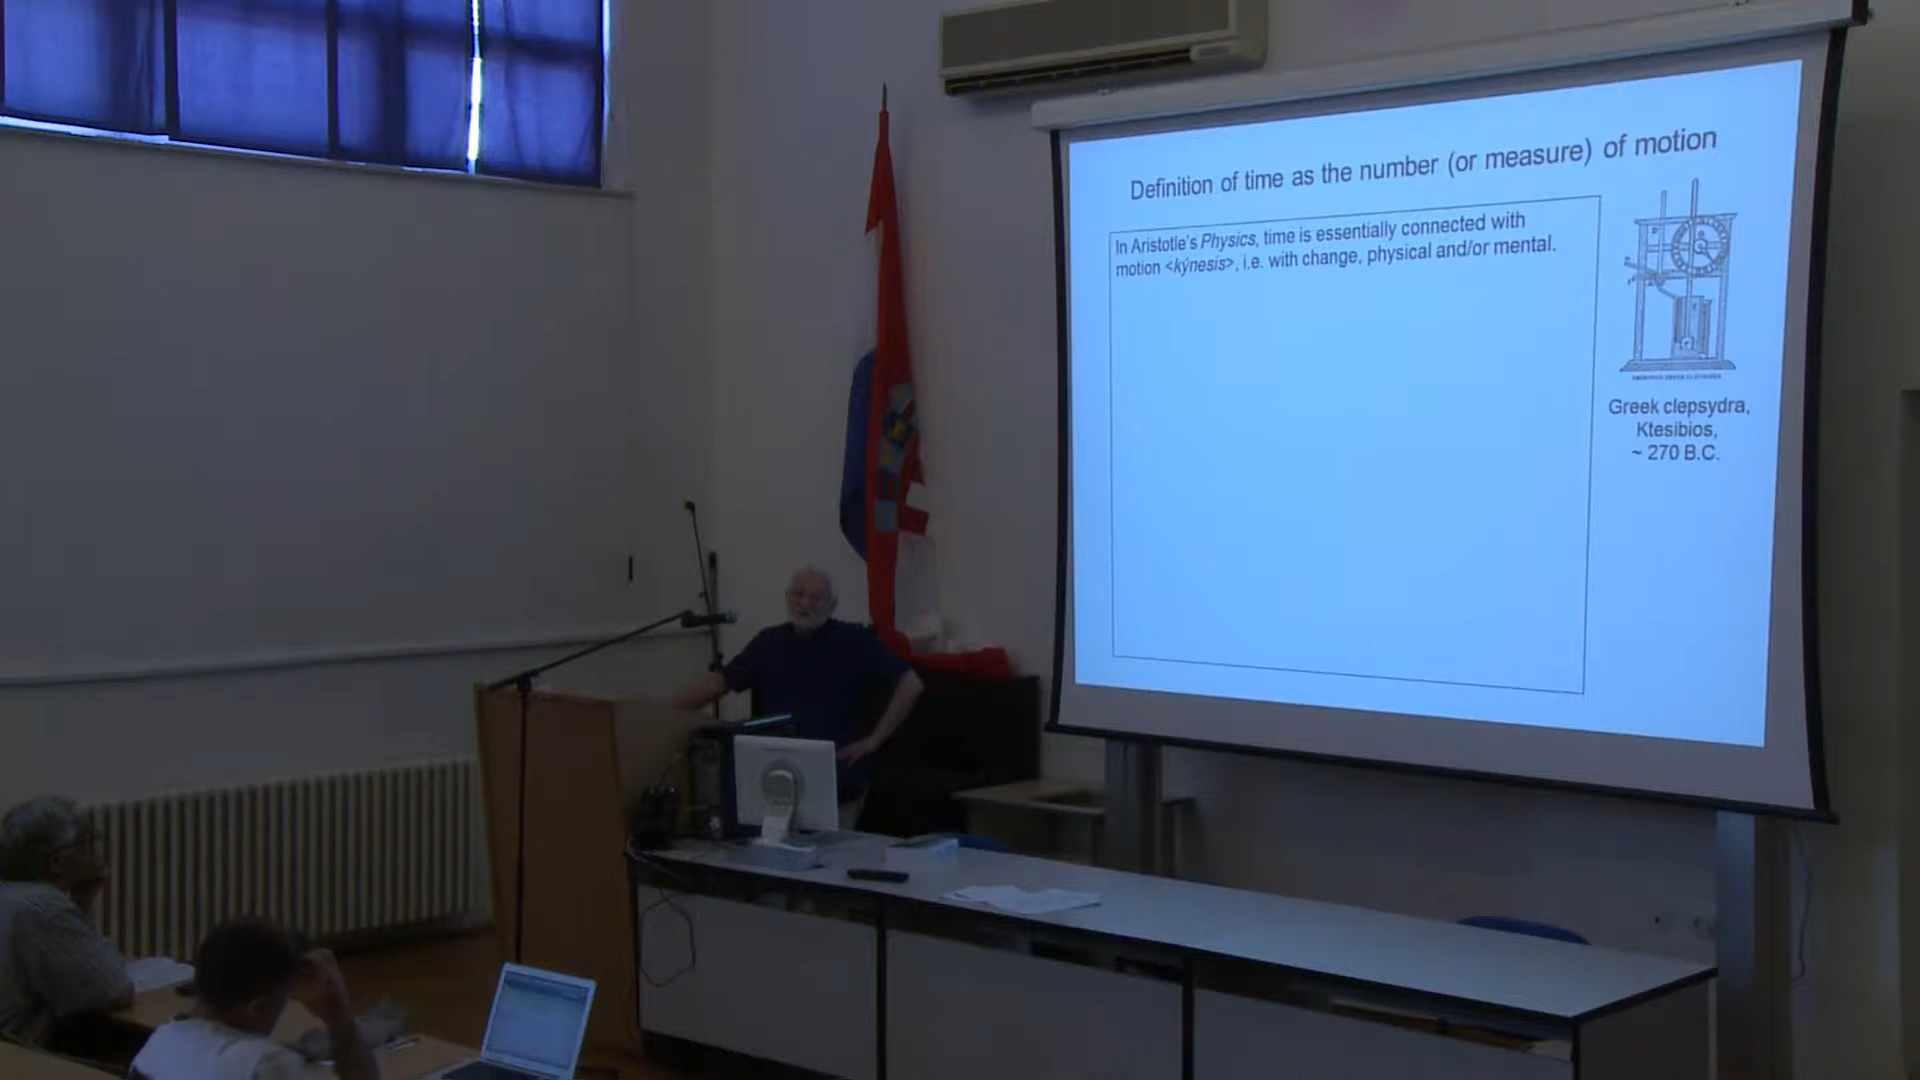 Definition of time as the number (or measure) of motion
In Aristotle's Physics, time is essentially connected with
motion <kýnesis>, i.e. with change, physical and/or mental.
Greek clepsydra,
Ktesibios,
~ 270 B.C.